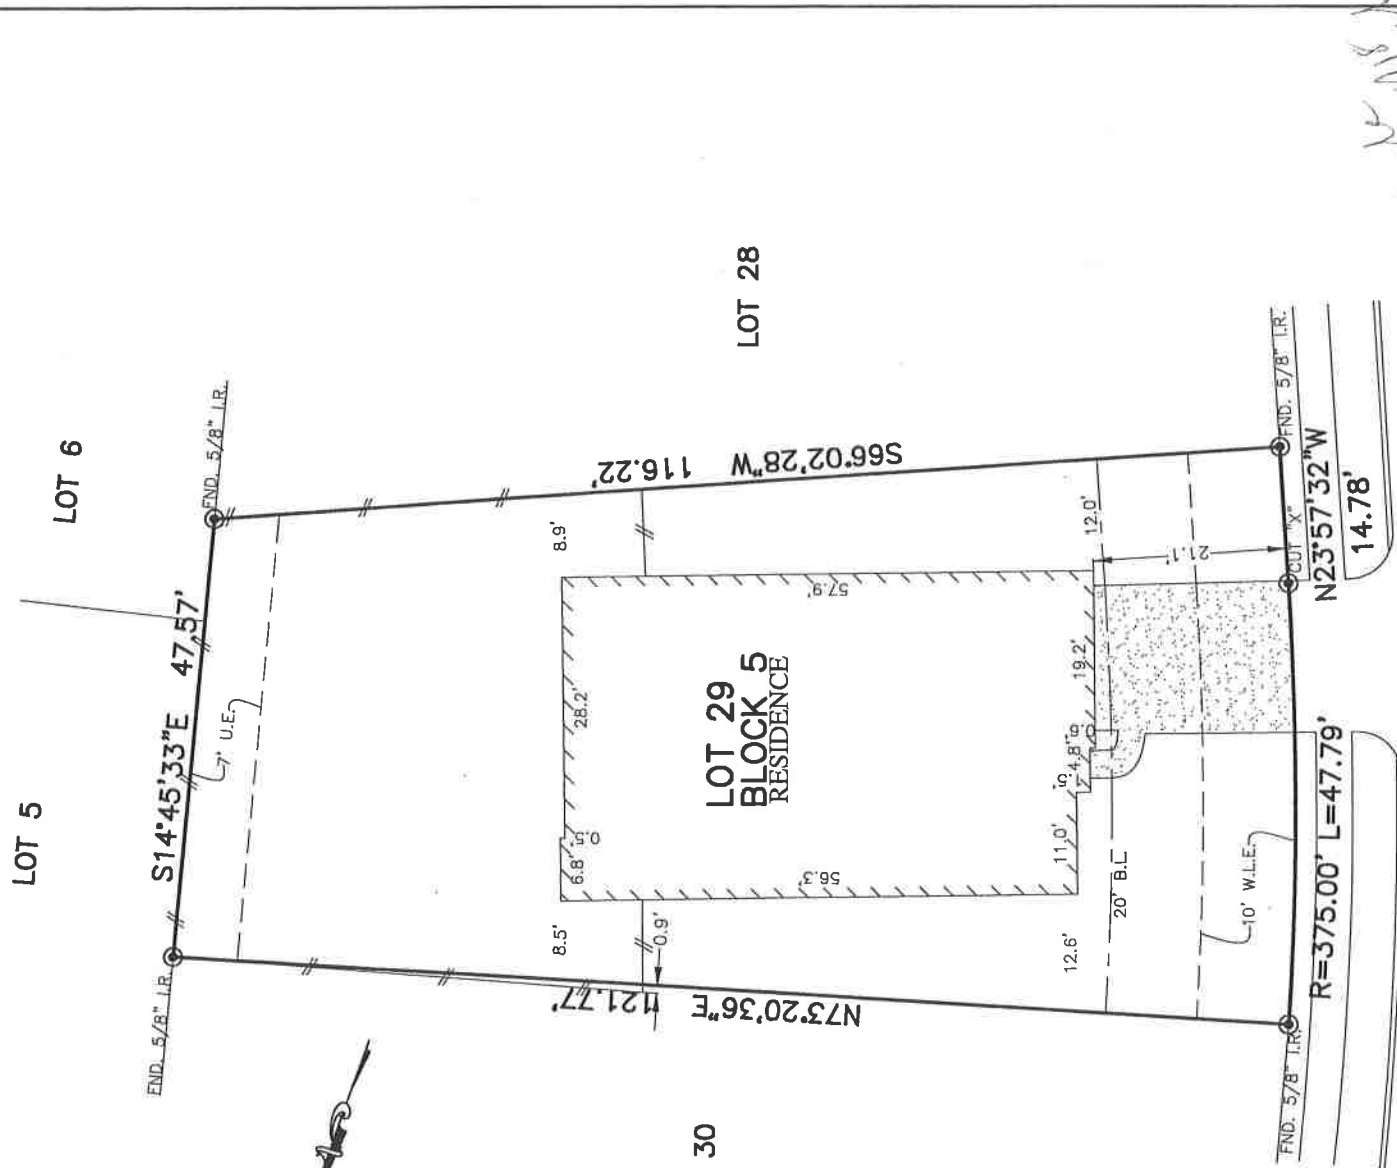 LOT 6
LOT 5
LOT 28
30
FND. 5/8" I.R.
S14°45'33"E 47.57'
7' U.E.
FND. 5/8" I.R.
S66°02'28"W 116.22'
8.9'
8.5'
0.9'
28.2'
6.8'
0.5'
57.9'
56.3'
LOT 29
BLOCK 5
RESIDENCE
19.2'
4.8'
11.0'
12.0'
12.6'
21.1'
20' B.L
10' W.L.E.
N73°20'36"E 121.77'
CUT "X"
FND. 5/8" I.R.
N23°57'32"W
14.78'
R=375.00' L=47.79'
FND. 5/8" I.R.